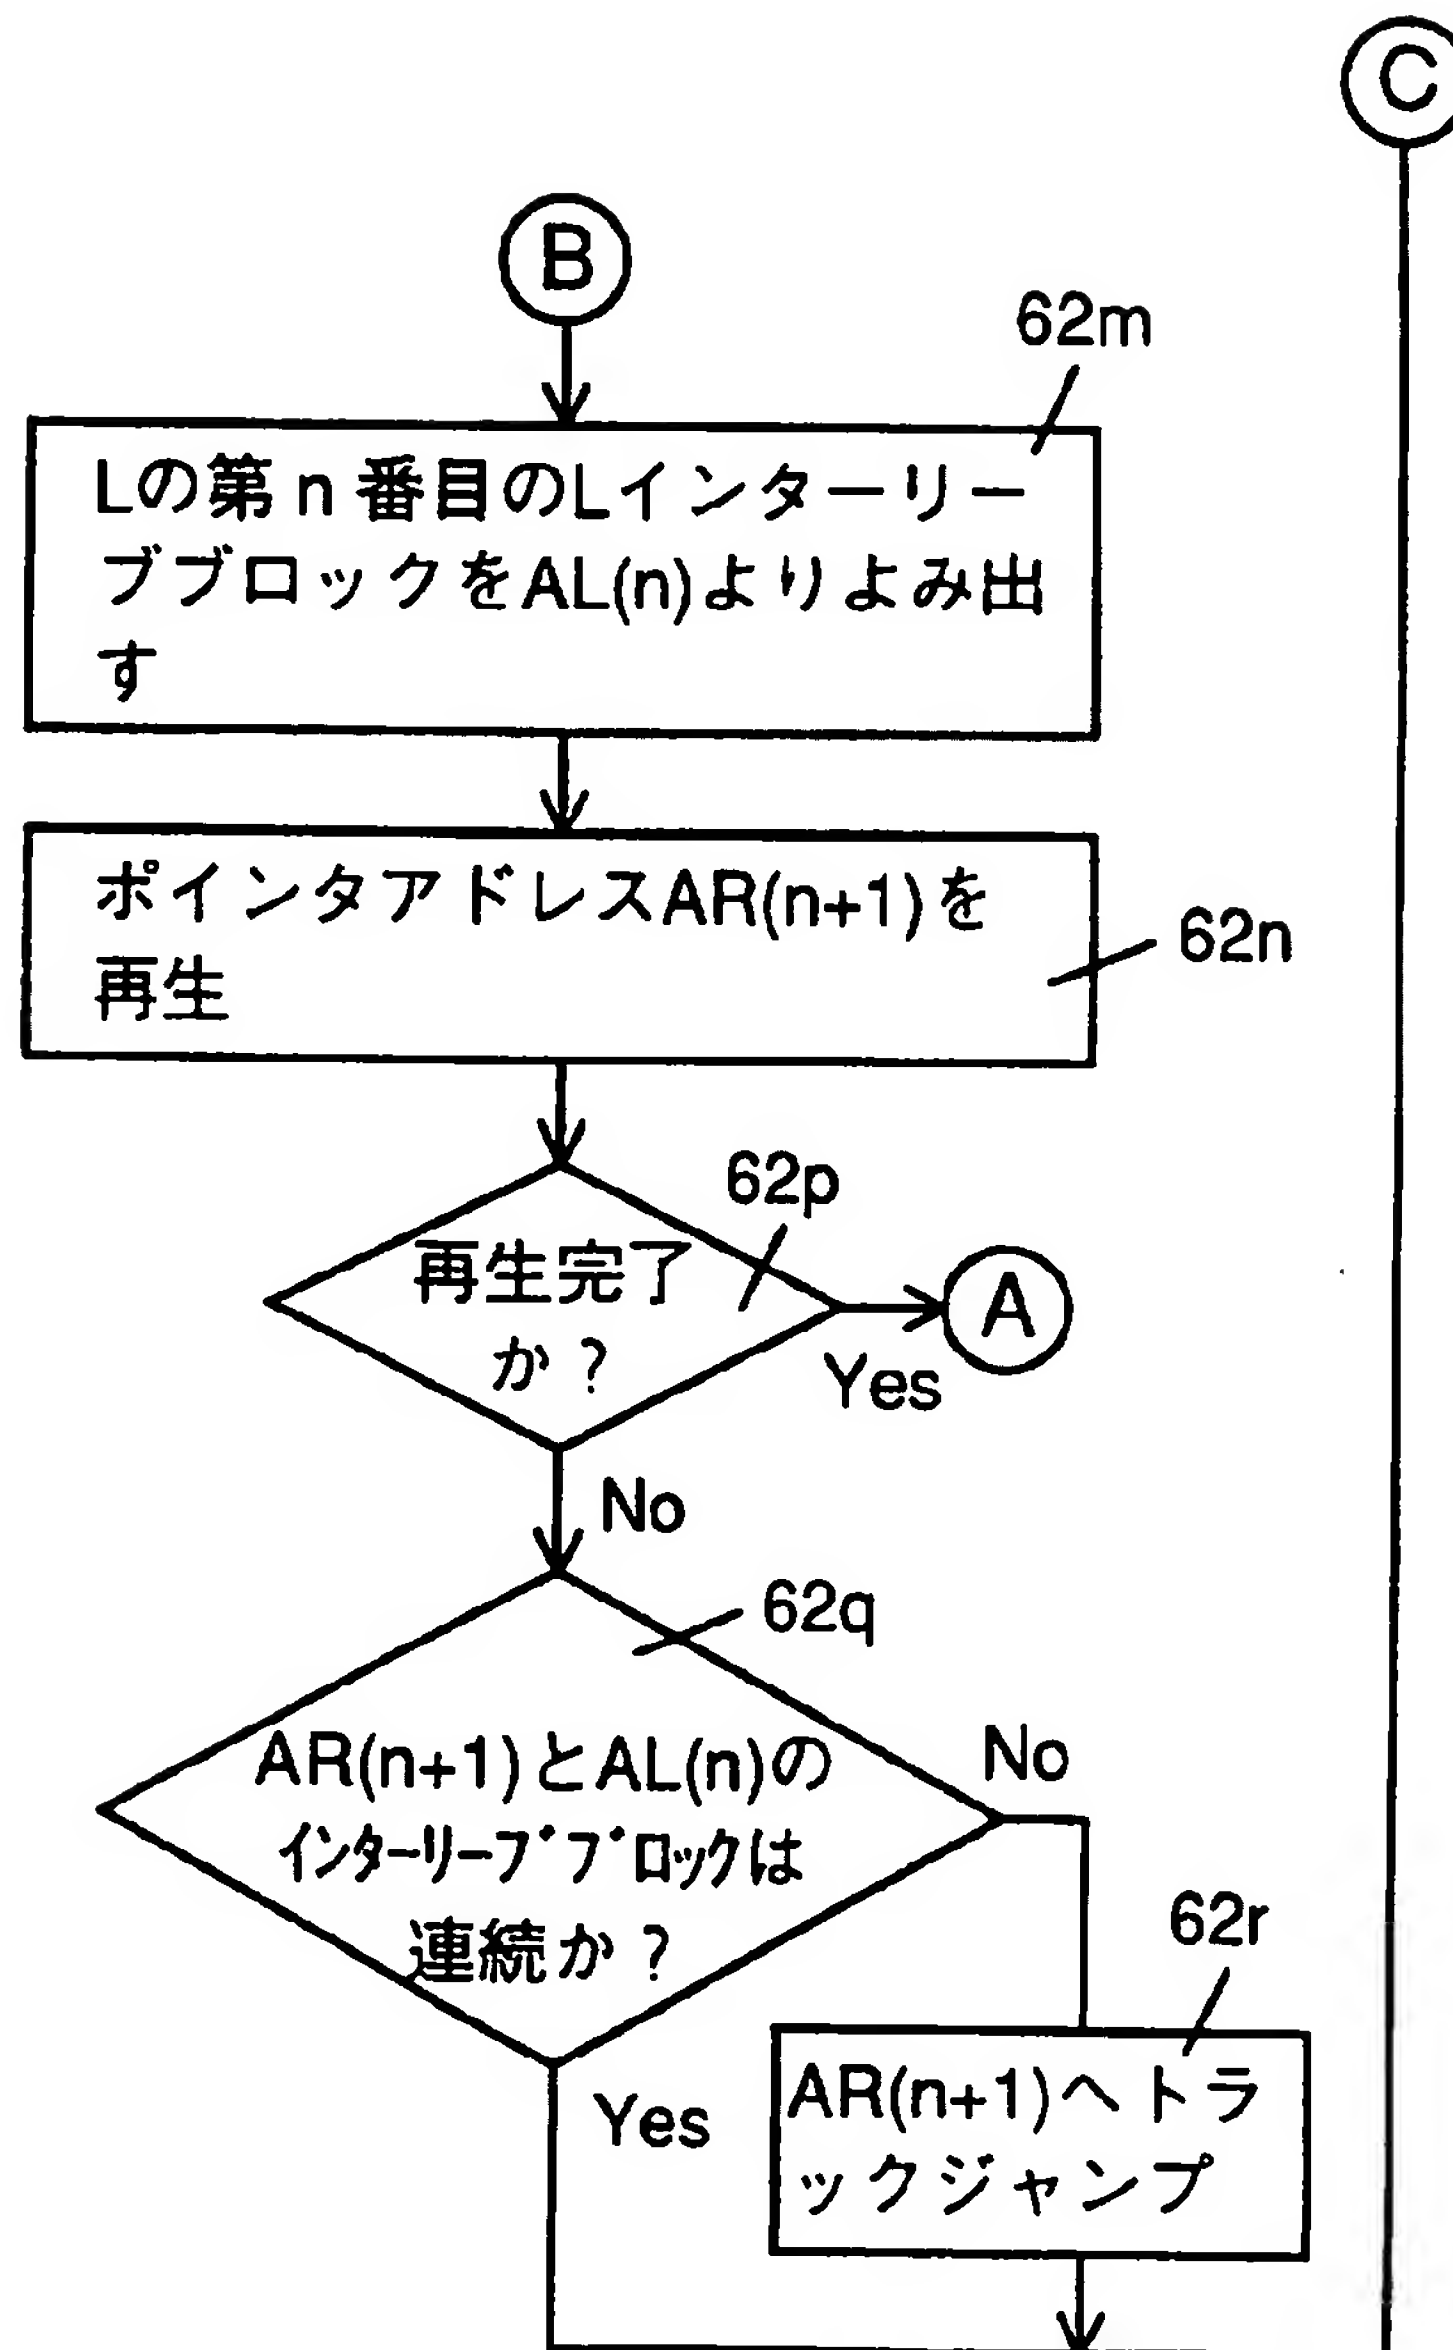 C
B
62m
Lの第n番目のLインターリー
ブブロックをAL(n)よりよみ出
す
ポインタアドレスAR(n+1)を
再生
62n
62p
再生完了
か?
A
Yes
No
62q
AR(n+1)とAL(n)の
インターリーブブロックは
連続か?
No
62r
Yes
AR(n+1)へトラ
ックジャンプ